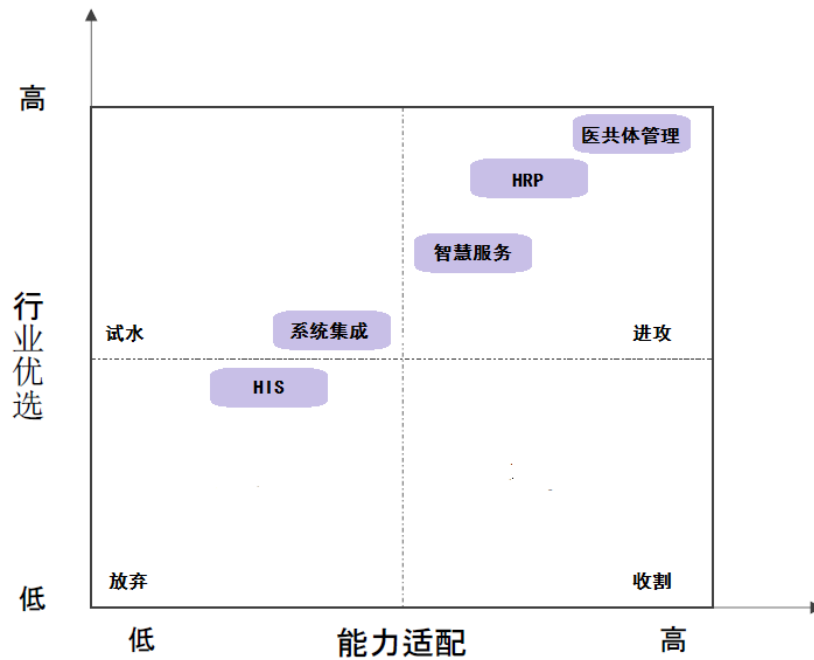 高
医共体管理
HRP
智慧服务
行业优选
试水
系统集成
进攻
HIS
放弃
收割
低
低
能力适配
高